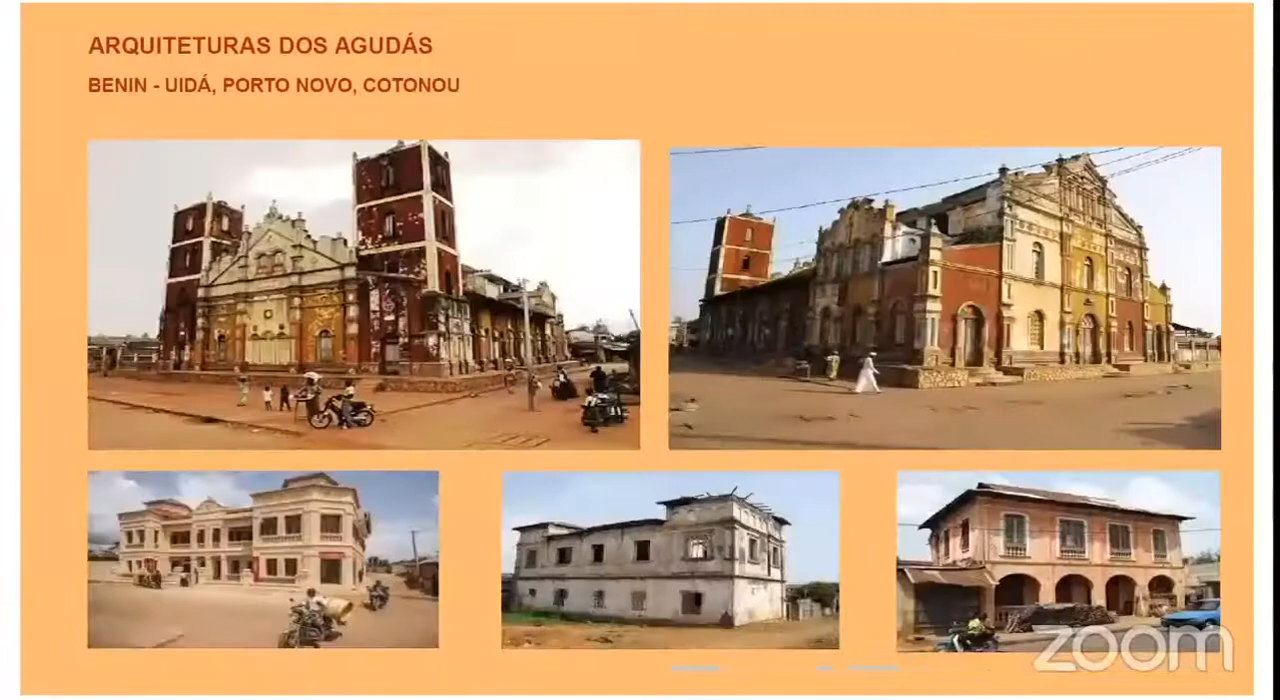 ARQUITETURAS DOS AGUDÁS
BENIN - UIDÁ, PORTO NOVO, COTONOU
zoom